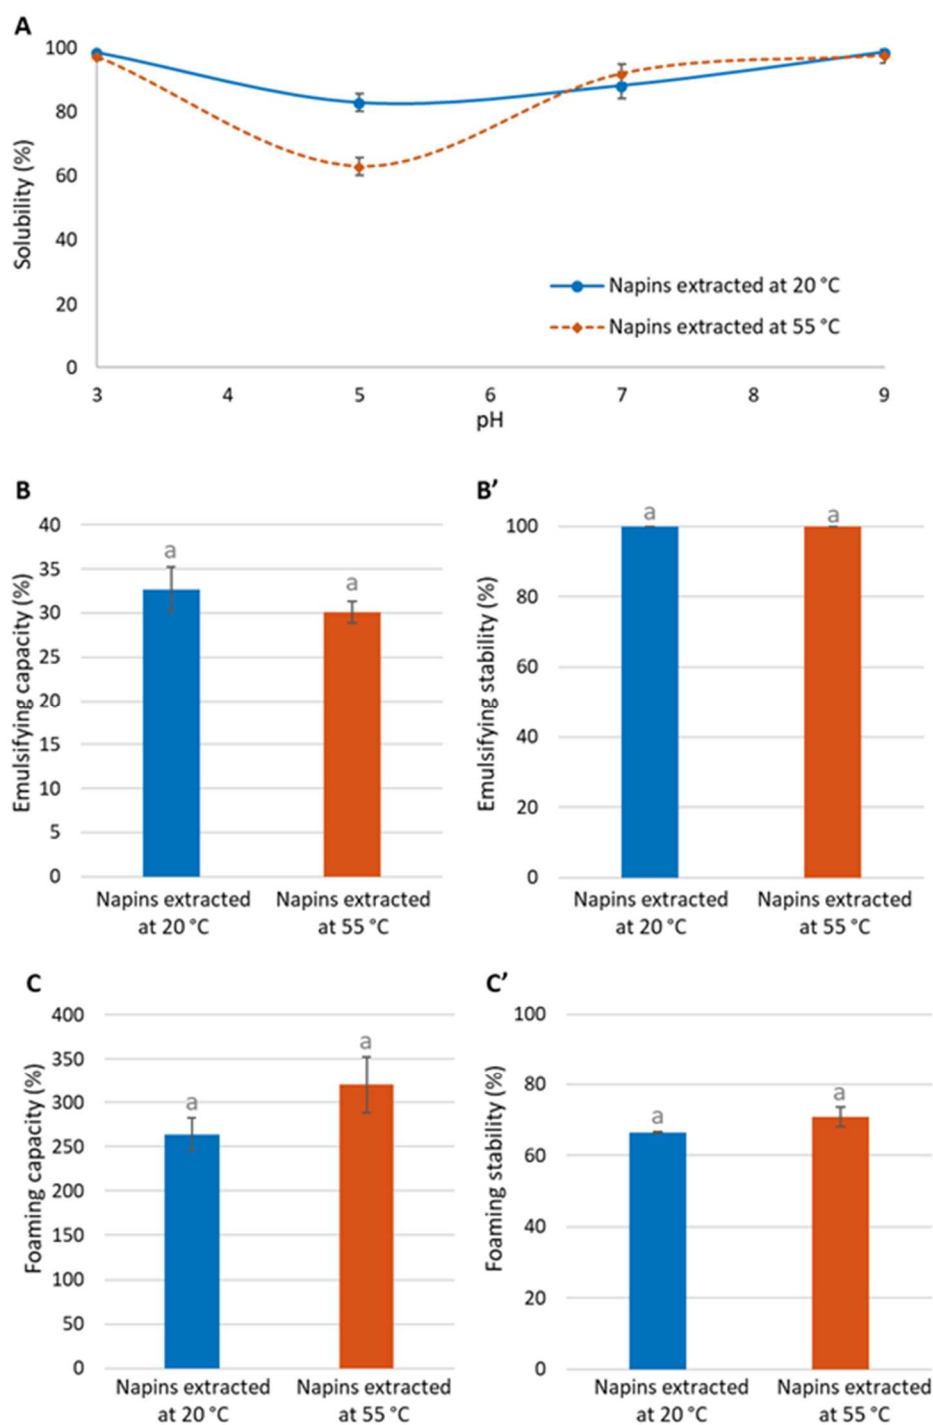 A
Solubility (%)
100
80
60
40
20
0
3 4 5 6 7 8 9
pH
Napins extracted at 20 °C
Napins extracted at 55 °C
B
Emulsifying capacity (%)
40
35
30
25
20
15
10
5
0
a
a
Napins extracted
at 20 °C
Napins extracted
at 55 °C
B’
Emulsifying stability (%)
100
80
60
40
20
0
a
a
Napins extracted
at 20 °C
Napins extracted
at 55 °C
C
Foaming capacity (%)
400
350
300
250
200
150
100
50
0
a
a
Napins extracted
at 20 °C
Napins extracted
at 55 °C
C’
Foaming stability (%)
100
80
60
40
20
0
a
a
Napins extracted
at 20 °C
Napins extracted
at 55 °C